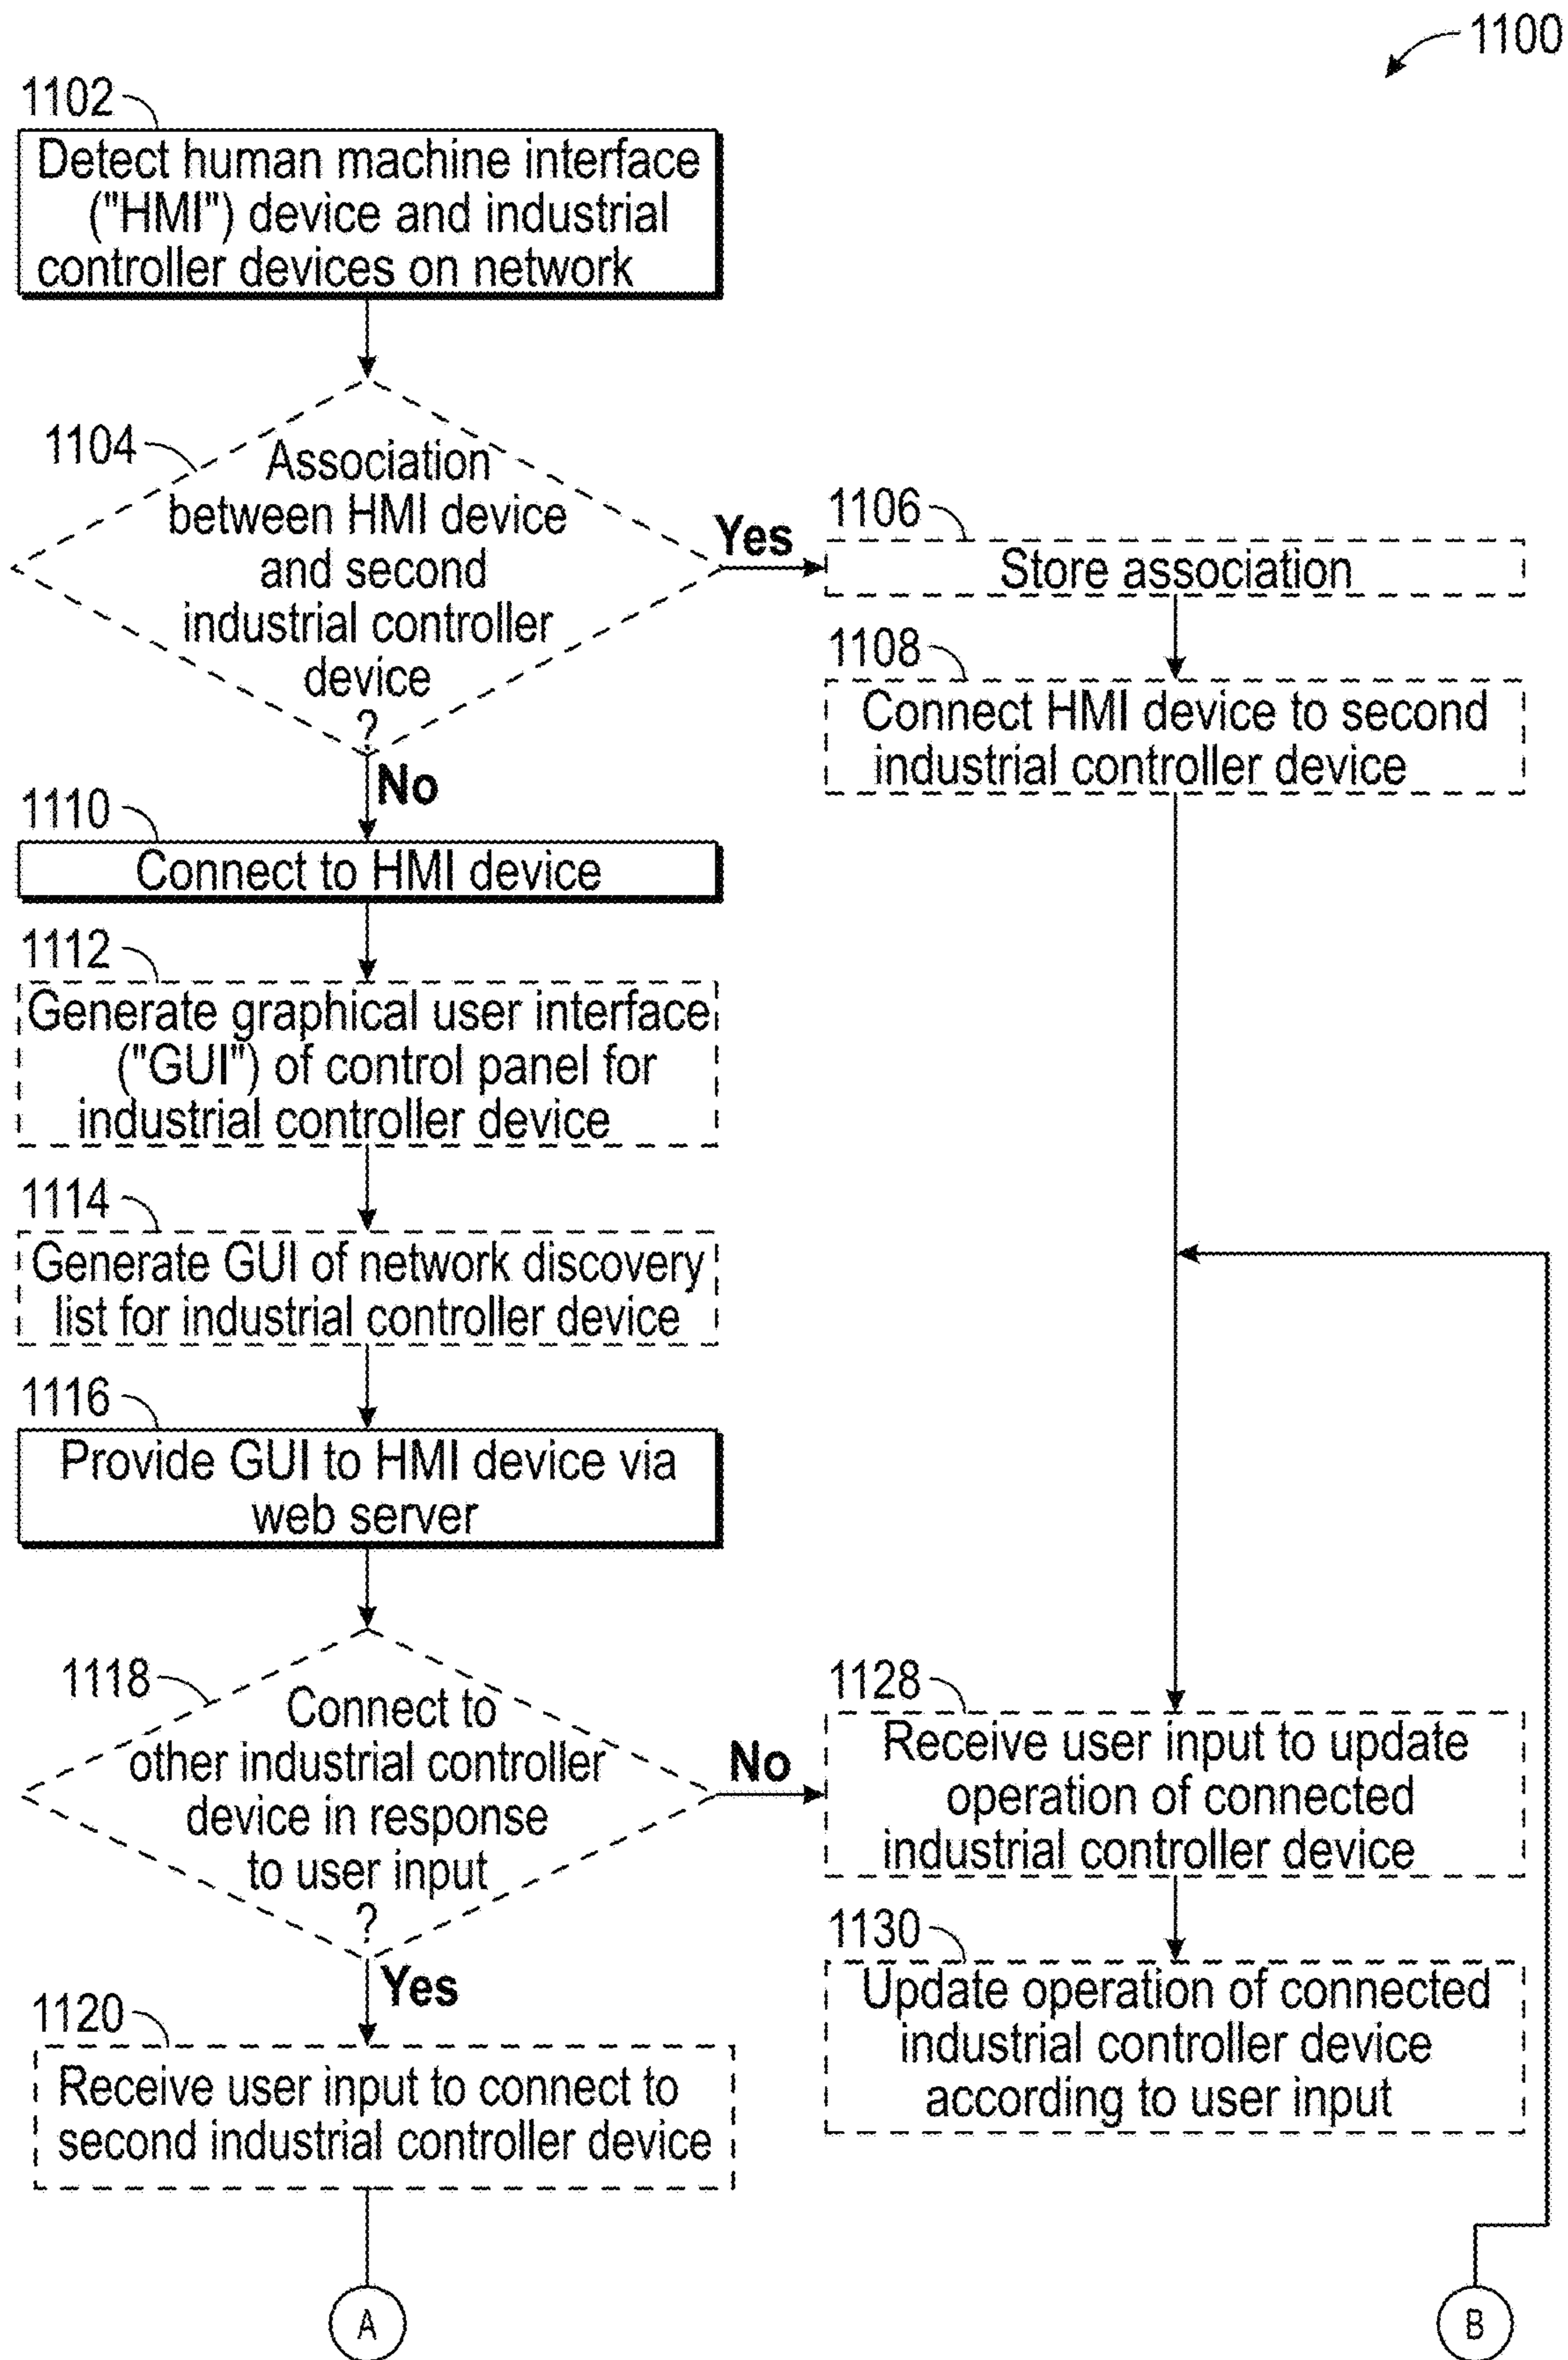 1100
1102
Detect human machine interface
("HMI") device and industrial
controller devices on network
1104
Association
between HMI device
and second
industrial controller
device
?
Yes
1106
Store association
1108
Connect HMI device to second
industrial controller device
No
1110
Connect to HMI device
1112
Generate graphical user interface
("GUI") of control panel for
industrial controller device
1114
Generate GUI of network discovery
list for industrial controller device
1116
Provide GUI to HMI device via
web server
1118
Connect to
other industrial controller
device in response
to user input
?
No
1128
Receive user input to update
operation of connected
industrial controller device
1130
Update operation of connected
industrial controller device
according to user input
Yes
1120
Receive user input to connect to
second industrial controller device
A
B